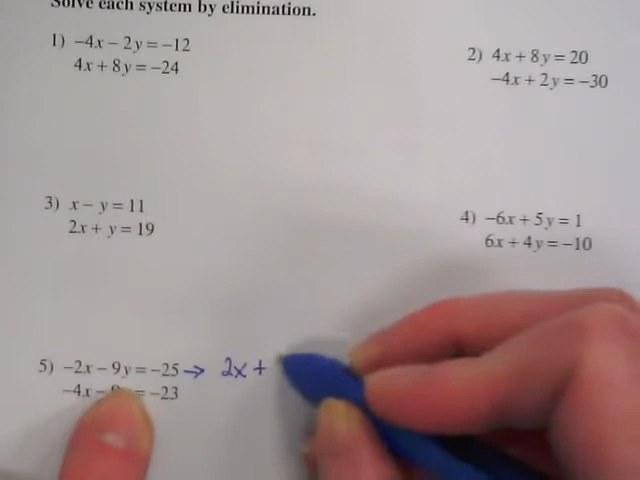 Solve each system by elimination.
1) -4x - 2y = -12
4x + 8y = -24
2) 4x + 8y = 20
-4x + 2y = -30
3) x - y = 11
2x + y = 19
4) -6x + 5y = 1
6x + 4y = -10
5) -2x - 9y = -25 → 2x +
-4x - = -23